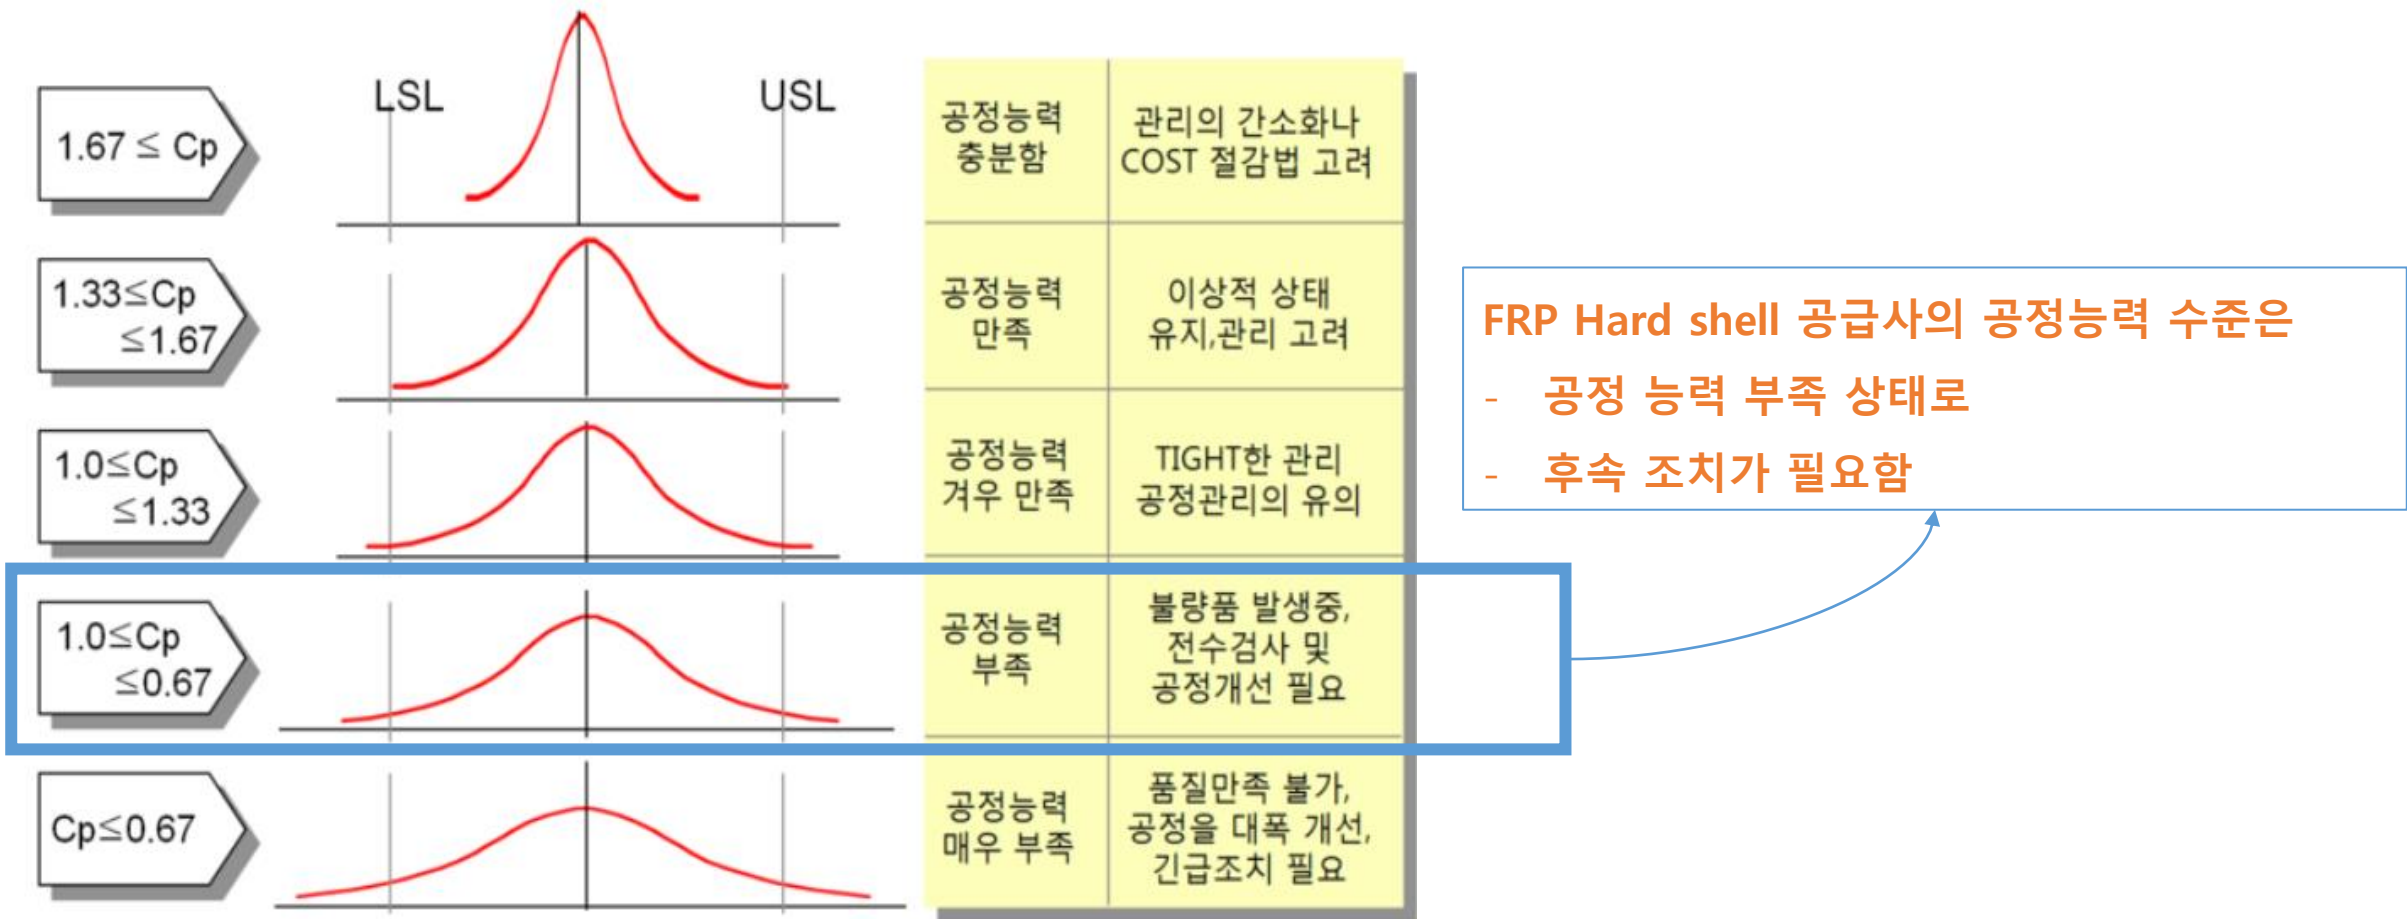 LSL
USL
1.67 ≤ Cp
공정능력
충분함
관리의 간소화나
COST 절감법 고려
1.33≤Cp
≤1.67
공정능력
만족
이상적 상태
유지,관리 고려
1.0≤Cp
≤1.33
공정능력
겨우 만족
TIGHT한 관리
공정관리의 유의
1.0≤Cp
≤0.67
공정능력
부족
불량품 발생중,
전수검사 및
공정개선 필요
Cp≤0.67
공정능력
매우 부족
품질만족 불가,
공정을 대폭 개선,
긴급조치 필요
FRP Hard shell 공급사의 공정능력 수준은
- 공정 능력 부족 상태로
- 후속 조치가 필요함